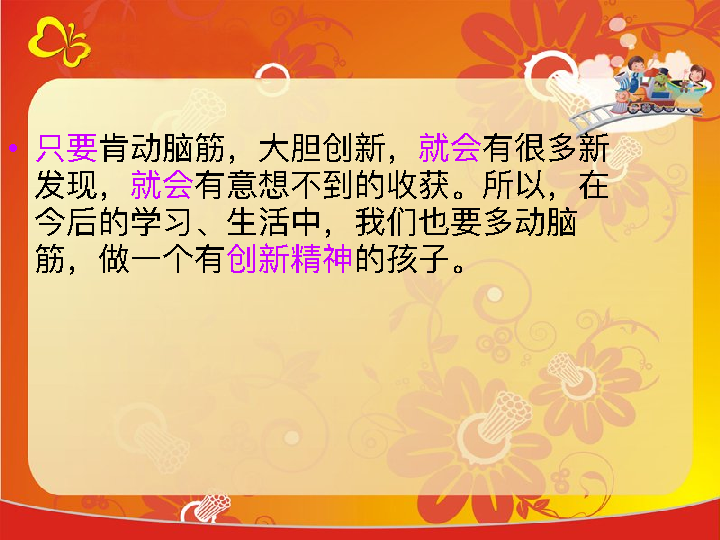 • 只要肯动脑筋，大胆创新，就会有很多新
发现，就会有意想不到的收获。所以，在
今后的学习、生活中，我们也要多动脑
筋，做一个有创新精神的孩子。